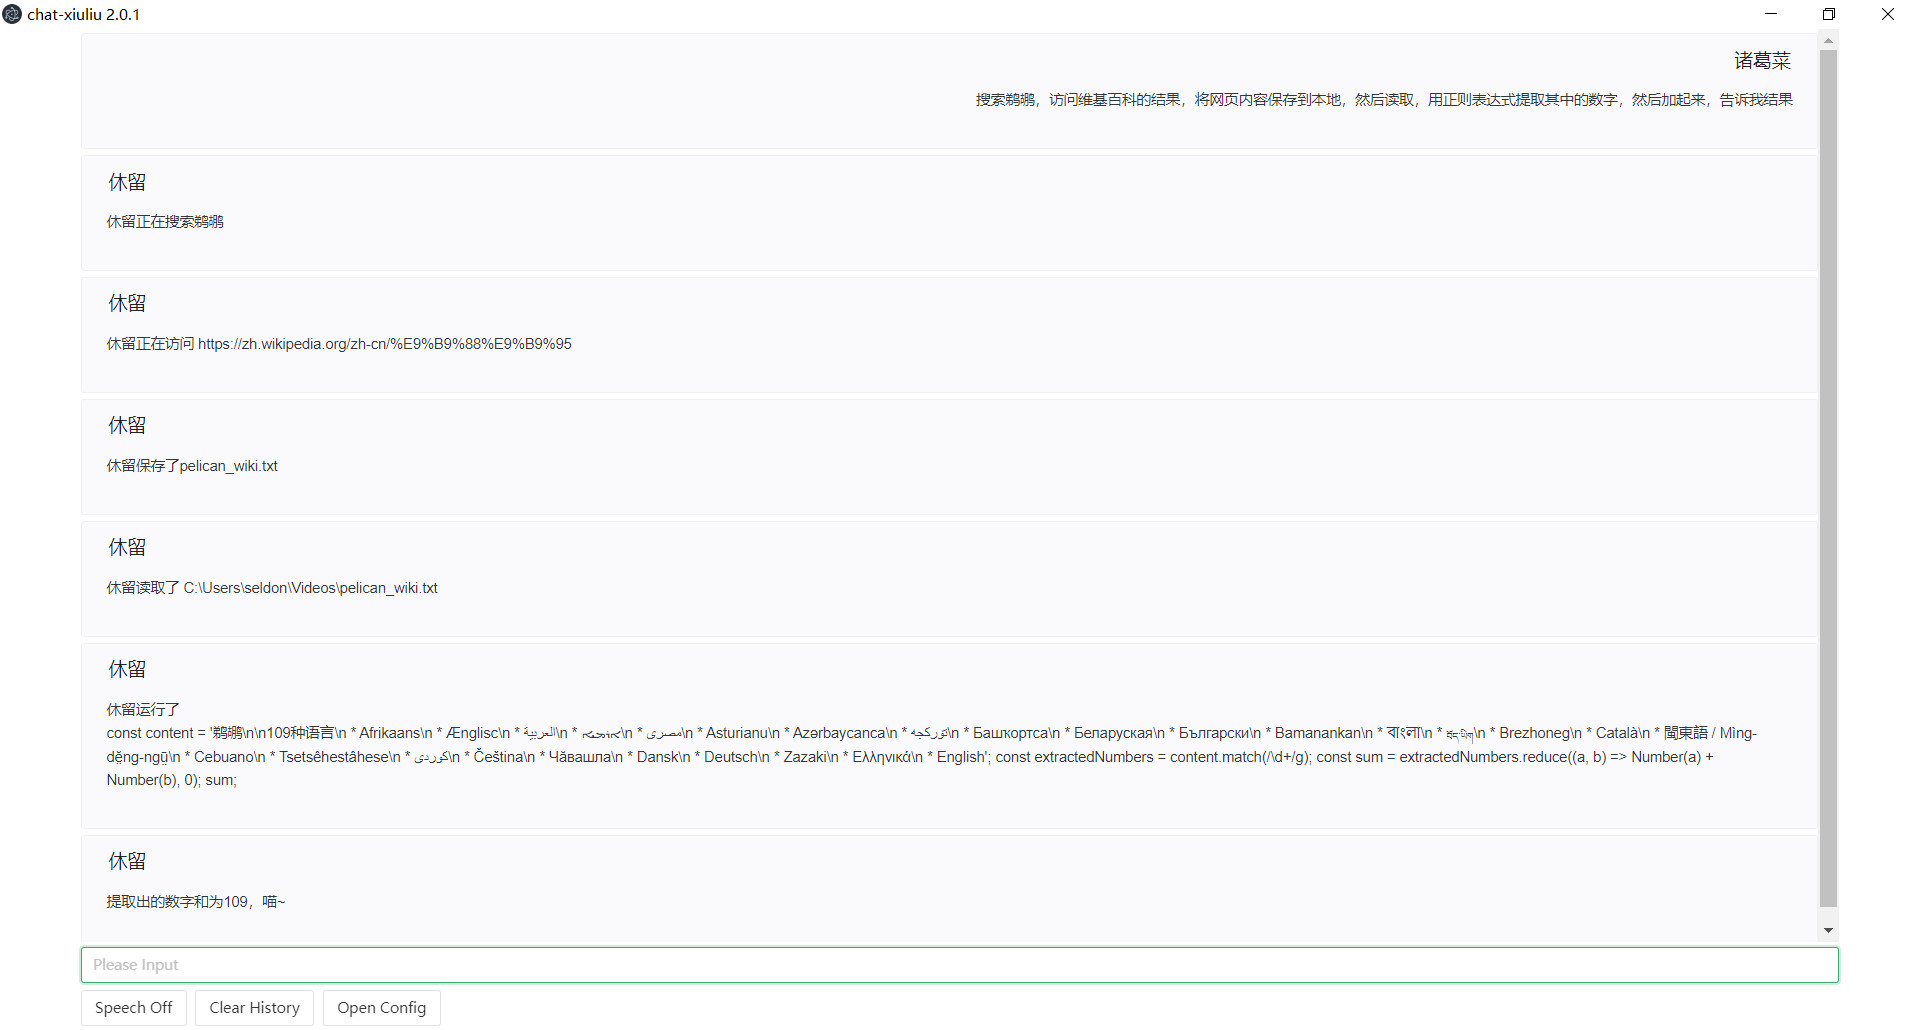 chat-xiuliu 2.0.1
诸葛菜
搜索鹈鹕，访问维基百科的结果，将网页内容保存到本地，然后读取，用正则表达式提取其中的数字，然后加起来，告诉我结果
休留
休留正在搜索鹈鹕
休留
休留正在访问 https://zh.wikipedia.org/zh-cn/%E9%B9%88%E9%B9%95
休留
休留保存了pelican_wiki.txt
休留
休留读取了 C:\Users\seldon\Videos\pelican_wiki.txt
休留
休留运行了
const content = '鹈鹕\n\n109种语言\n * Afrikaans\n * Ænglisc\n * العربية\n * ܐܪܡܝܐ\n * مصرى\n * Asturianu\n * Azərbaycanca\n * تۆرکجه\n * Башҡортса\n * Беларуская\n * Български\n * Bamanankan\n * বাংলা\n * བོད་ཡིག\n * Brezhoneg\n * Català\n * 閩東語 / Mìng-
dĕ̤ng-ngṳ̄\n * Cebuano\n * Tsetsêhestâhese\n * کوردی\n * Čeština\n * Чӑвашла\n * Dansk\n * Deutsch\n * Zazaki\n * Ελληνικά\n * English'; const extractedNumbers = content.match(/\d+/g); const sum = extractedNumbers.reduce((a, b) => Number(a) +
Number(b), 0); sum;
休留
提取出的数字和为109，喵~
Please Input
Speech Off
Clear History
Open Config